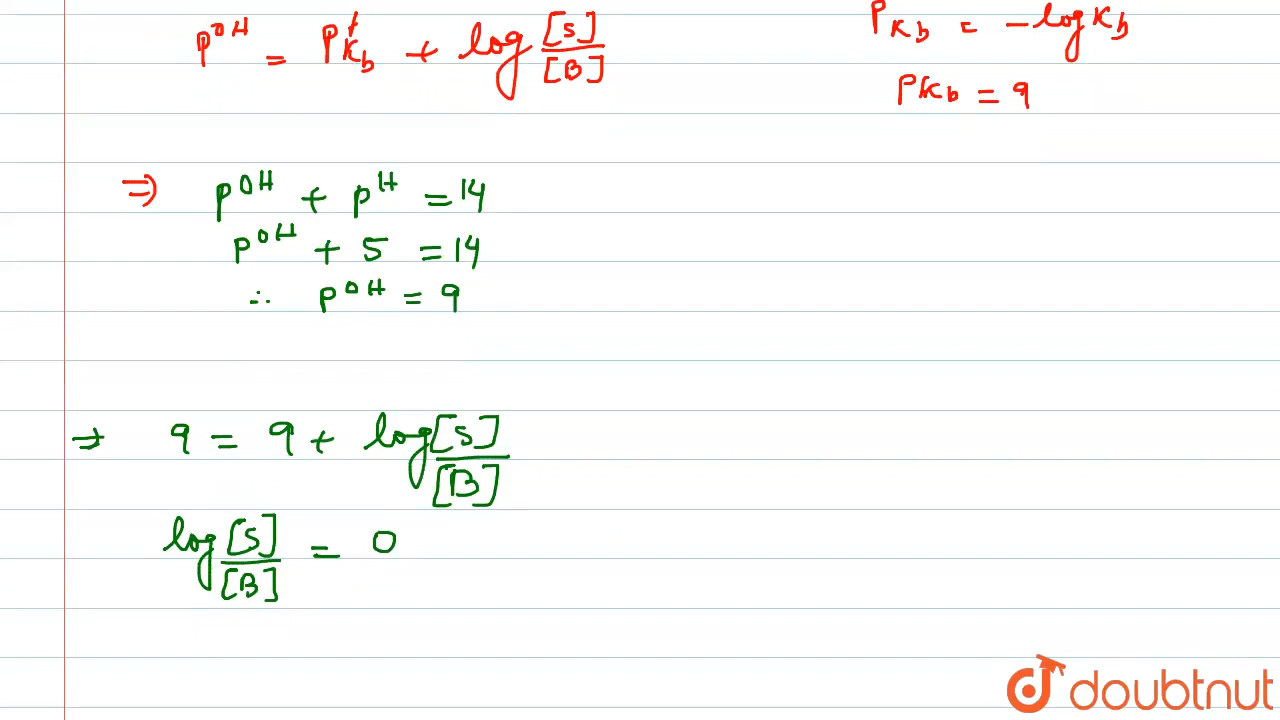 pOH = PKb + log [S]/[B]
PKb = -log Kb
PKb = 9
⇒ pOH + pH = 14
pOH + 5 = 14
∴ pOH = 9
⇒ 9 = 9 + log [S]/[B]
log [S]/[B] = 0
doubtnut